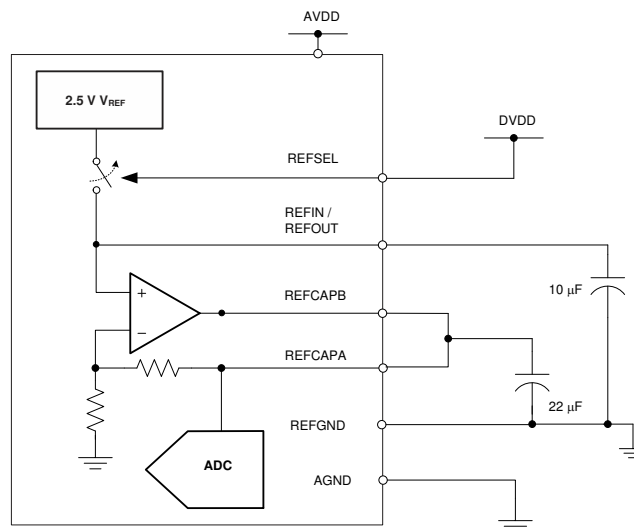 AVDD
2.5 V VREF
DVDD
REFSEL
REFIN /
REFOUT
10 μF
+
REFCAPB
−
REFCAPA
22 μF
REFGND
ADC
AGND